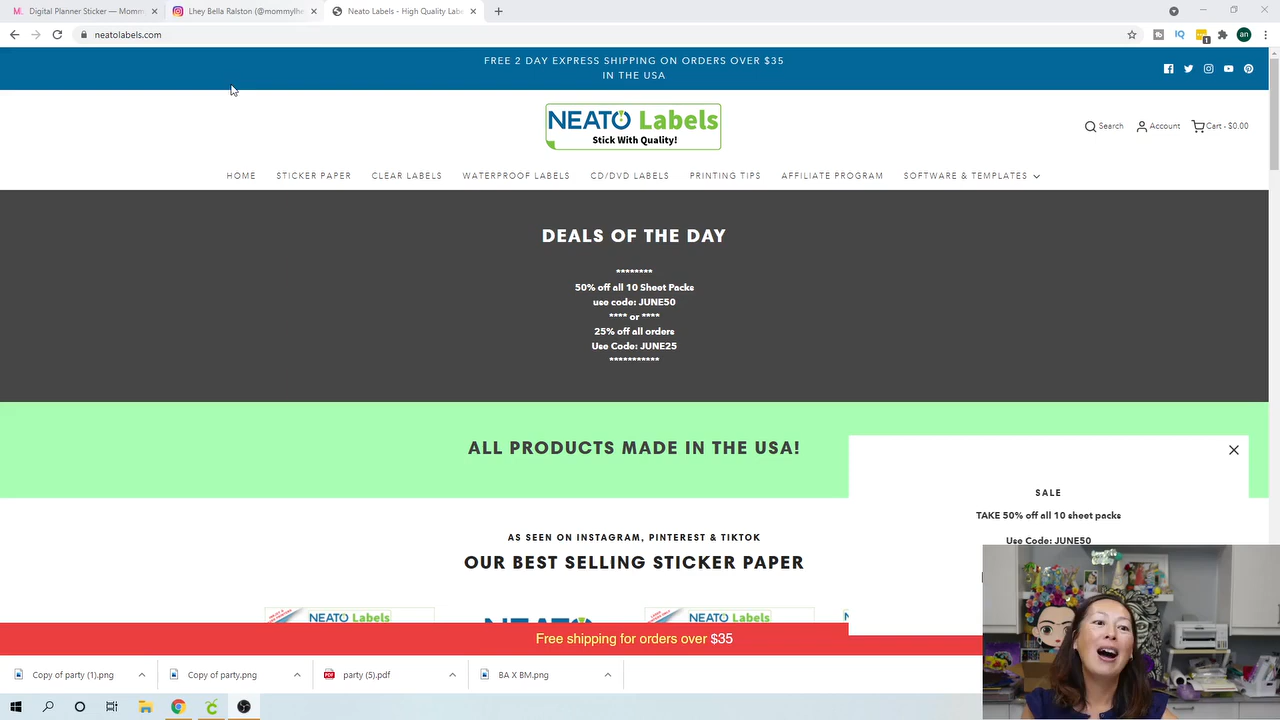 Digital Planner Sticker — Momm
Lhey Bella Ralston (@mommylhe
Neato Labels - High Quality Labe
neatolabels.com
IQ
1
an
FREE 2 DAY EXPRESS SHIPPING ON ORDERS OVER $35
IN THE USA
NEATO Labels
Stick With Quality!
Search
Account
Cart - $0.00
HOME
STICKER PAPER
CLEAR LABELS
WATERPROOF LABELS
CD/DVD LABELS
PRINTING TIPS
AFFILIATE PROGRAM
SOFTWARE & TEMPLATES
DEALS OF THE DAY
********
50% off all 10 Sheet Packs
use code: JUNE50
**** or ****
25% off all orders
Use Code: JUNE25
***********
ALL PRODUCTS MADE IN THE USA!
SALE
TAKE 50% off all 10 sheet packs
Use Code: JUNE50
AS SEEN ON INSTAGRAM, PINTEREST & TIKTOK
OUR BEST SELLING STICKER PAPER
NEATO Labels
NEATO Labels
Free shipping for orders over $35
Copy of party (1).png
Copy of party.png
party (5).pdf
BA X BM.png